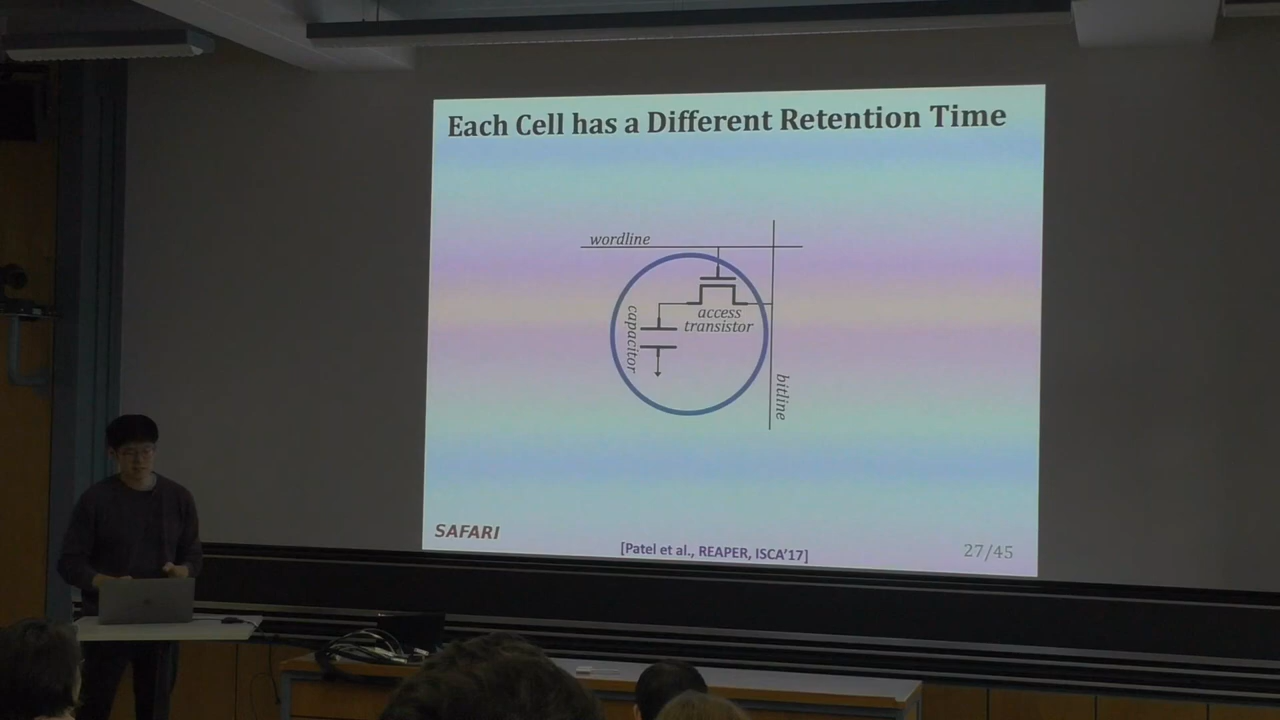 Each Cell has a Different Retention Time
wordline
access
transistor
capacitor
bitline
SAFARI
[Patel et al., REAPER, ISCA'17]
27/45